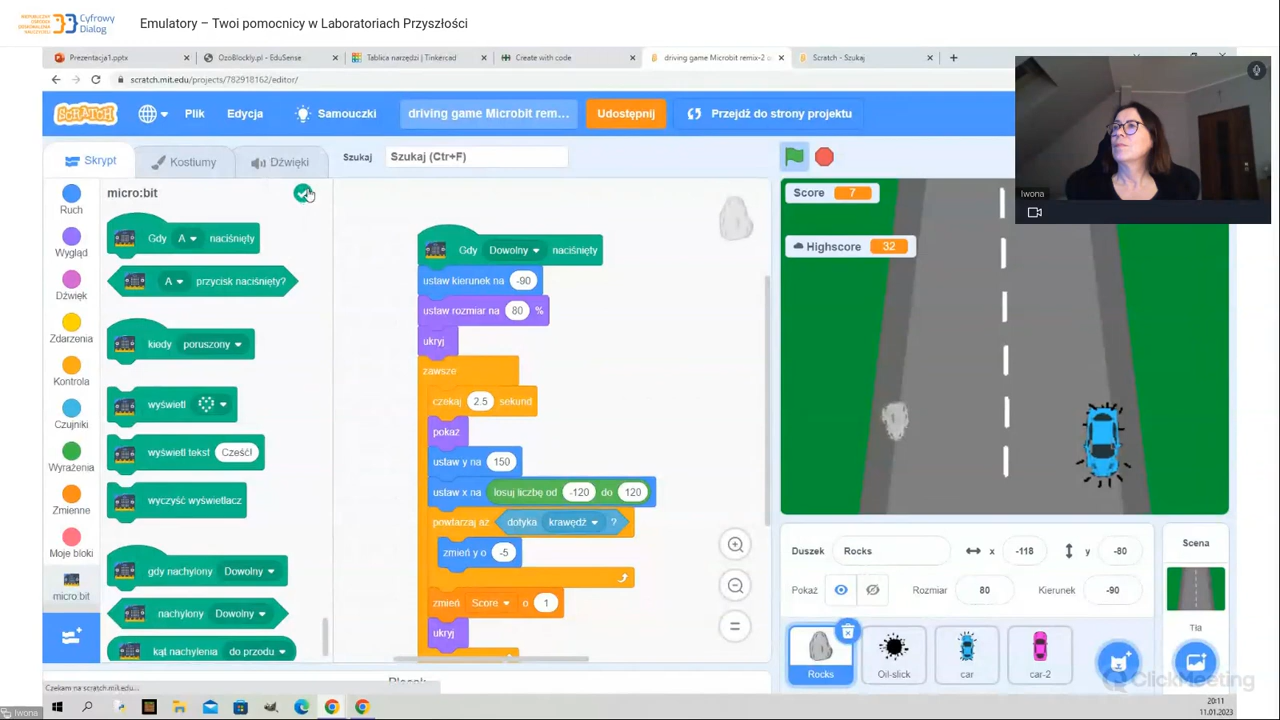 Cyfrowy
Dialog
Emulatory – Twoi pomocnicy w Laboratoriach Przyszłości
Prezentacja1.pptx
OzoBlockly.pl - EduSense
Tablica narzędzi | Tinkercad
Create with code
driving game Microbit remix-2 o
Scratch - Szukaj
scratch.mit.edu/projects/782918162/editor/
SCRATCH
Plik
Edycja
Samouczki
driving game Microbit rem...
Udostępnij
Przejdź do strony projektu
Skrypt
Kostiumy
Dźwięki
Szukaj
Szukaj (Ctr+F)
Iwona
Ruch
Wygląd
Dźwięk
Zdarzenia
Kontrola
Czujniki
Wyrażenia
Zmienne
Moje bloki
micro:bit
micro:bit
Gdy A naciśnięty
A przycisk naciśnięty?
kiedy poruszony
wyświetl
wyświetl tekst Cześć!
wyczyść wyświetlacz
gdy nachylony Dowolny
nachylony Dowolny
kąt nachylenia do przodu
Gdy Dowolny naciśnięty
ustaw kierunek na -90
ustaw rozmiar na 80 %
ukryj
zawsze
czekaj 2.5 sekund
pokaż
ustaw y na 150
ustaw x na losuj liczbę od -120 do 120
powtarzaj aż dotyka krawędź ?
zmień y o -5
zmień Score o 1
ukryj
Score 7
Highscore 32
Duszek Rocks x -118 y -80
Pokaż Rozmiar 80 Kierunek -90
Rocks
Oil-slick
car
car-2
Scena
Tła
ClickMeeting
Czekam na scratch.mit.edu...
Iwona
20:11
11.01.2023